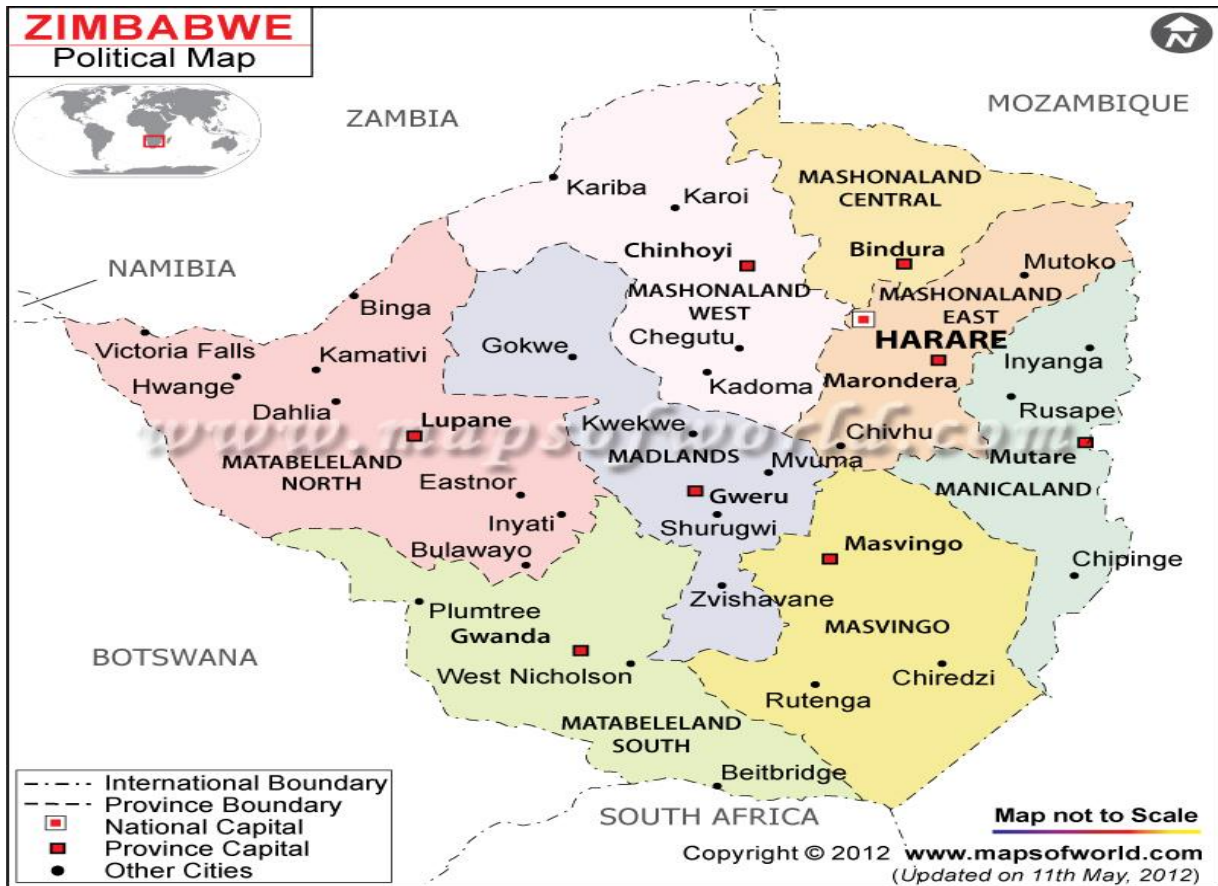 ZIMBABWE
Political Map
N
ZAMBIA
MOZAMBIQUE
NAMIBIA
BOTSWANA
SOUTH AFRICA
Kariba
Karoi
MASHONALAND
CENTRAL
Chinhoyi
Bindura
Mutoko
MASHONALAND
WEST
MASHONALAND
EAST
Binga
HARARE
Victoria Falls
Kamativi
Gokwe
Chegutu
Inyanga
Hwange
Kadoma
Marondera
Dahlia
Rusape
Lupane
Kwekwe
Chivhu
www.mapsofworld.com
MATABELELAND
NORTH
MADLANDS
Mvuma
Mutare
Eastnor
Gweru
MANICALAND
Inyati
Shurugwi
Bulawayo
Masvingo
Chipinge
Plumtree
Zvishavane
Gwanda
MASVINGO
West Nicholson
Chiredzi
Rutenga
MATABELELAND
SOUTH
Beitbridge
International Boundary
Province Boundary
National Capital
Province Capital
Other Cities
Map not to Scale
Copyright © 2012 www.mapsofworld.com
(Updated on 11th May, 2012)